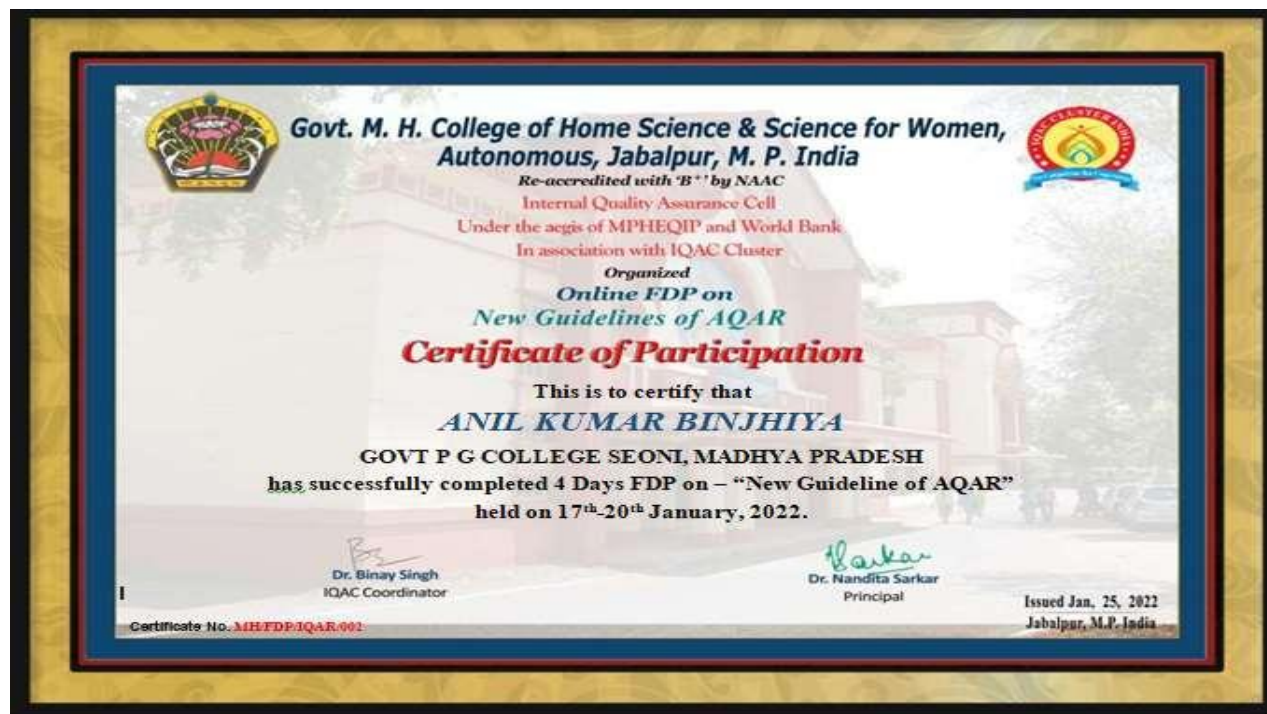 Govt. M. H. College of Home Science & Science for Women,
Autonomous, Jabalpur, M. P. India
Re-accredited with 'B+' by NAAC
Internal Quality Assurance Cell
Under the aegis of MPHEQIP and World Bank
In association with IQAC Cluster
Organized
Online FDP on
New Guidelines of AQAR
Certificate of Participation
This is to certify that
ANIL KUMAR BINJHIYA
GOVT P G COLLEGE SEONI, MADHYA PRADESH
has successfully completed 4 Days FDP on – “New Guideline of AQAR”
held on 17th-20th January, 2022.
Dr. Binay Singh
IQAC Coordinator
Sarkar
Dr. Nandita Sarkar
Principal
Issued Jan, 25, 2022
Jabalpur, M.P. India
Certificate No. MH/FDP/IQAR/002
IQAC CLUSTER INDIA